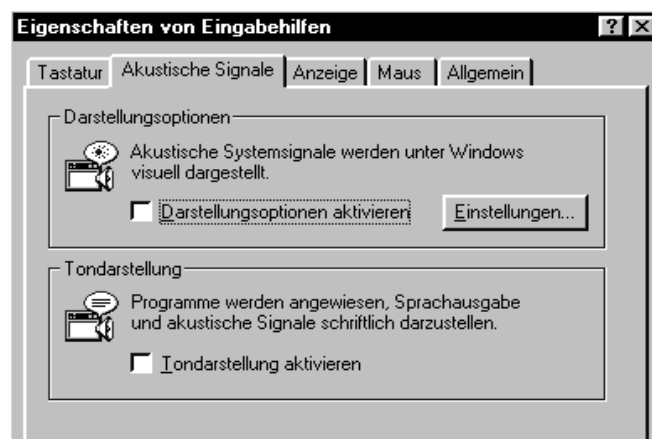 Eigenschaften von Eingabehilfen
Tastatur Akustische Signale Anzeige Maus Allgemein
Darstellungsoptionen
Akustische Systemsignale werden unter Windows
visuell dargestellt.
Darstellungsoptionen aktivieren Einstellungen...
Tondarstellung
Programme werden angewiesen, Sprachausgabe
und akustische Signale schriftlich darzustellen.
Tondarstellung aktivieren